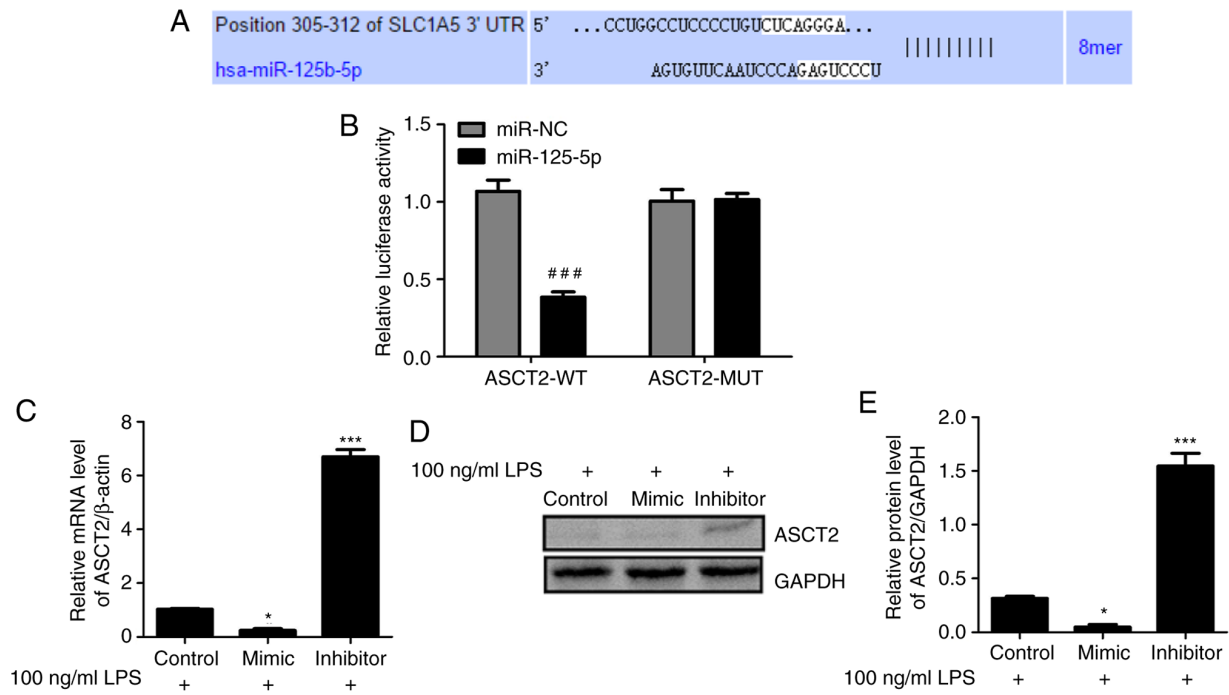 A
Position 305-312 of SLC1A5 3' UTR 5' ...CCUGGCCUCCCCUGUCUCAGGGA...
|||||||||
8mer
hsa-miR-125b-5p 3' AGUGUUCAAUCCCAGAGUCCCU
B
Relative luciferase activity
miR-NC
miR-125-5p
1.5
1.0
0.5
0.0
###
ASCT2-WT ASCT2-MUT
C
Relative mRNA level
of ASCT2/β-actin
8
6
4
2
0
*
***
Control Mimic Inhibitor
100 ng/ml LPS + + +
D
100 ng/ml LPS + + +
Control Mimic Inhibitor
ASCT2
GAPDH
E
Relative protein level
of ASCT2/GAPDH
2.0
1.5
1.0
0.5
0.0
*
***
Control Mimic Inhibitor
100 ng/ml LPS + + +